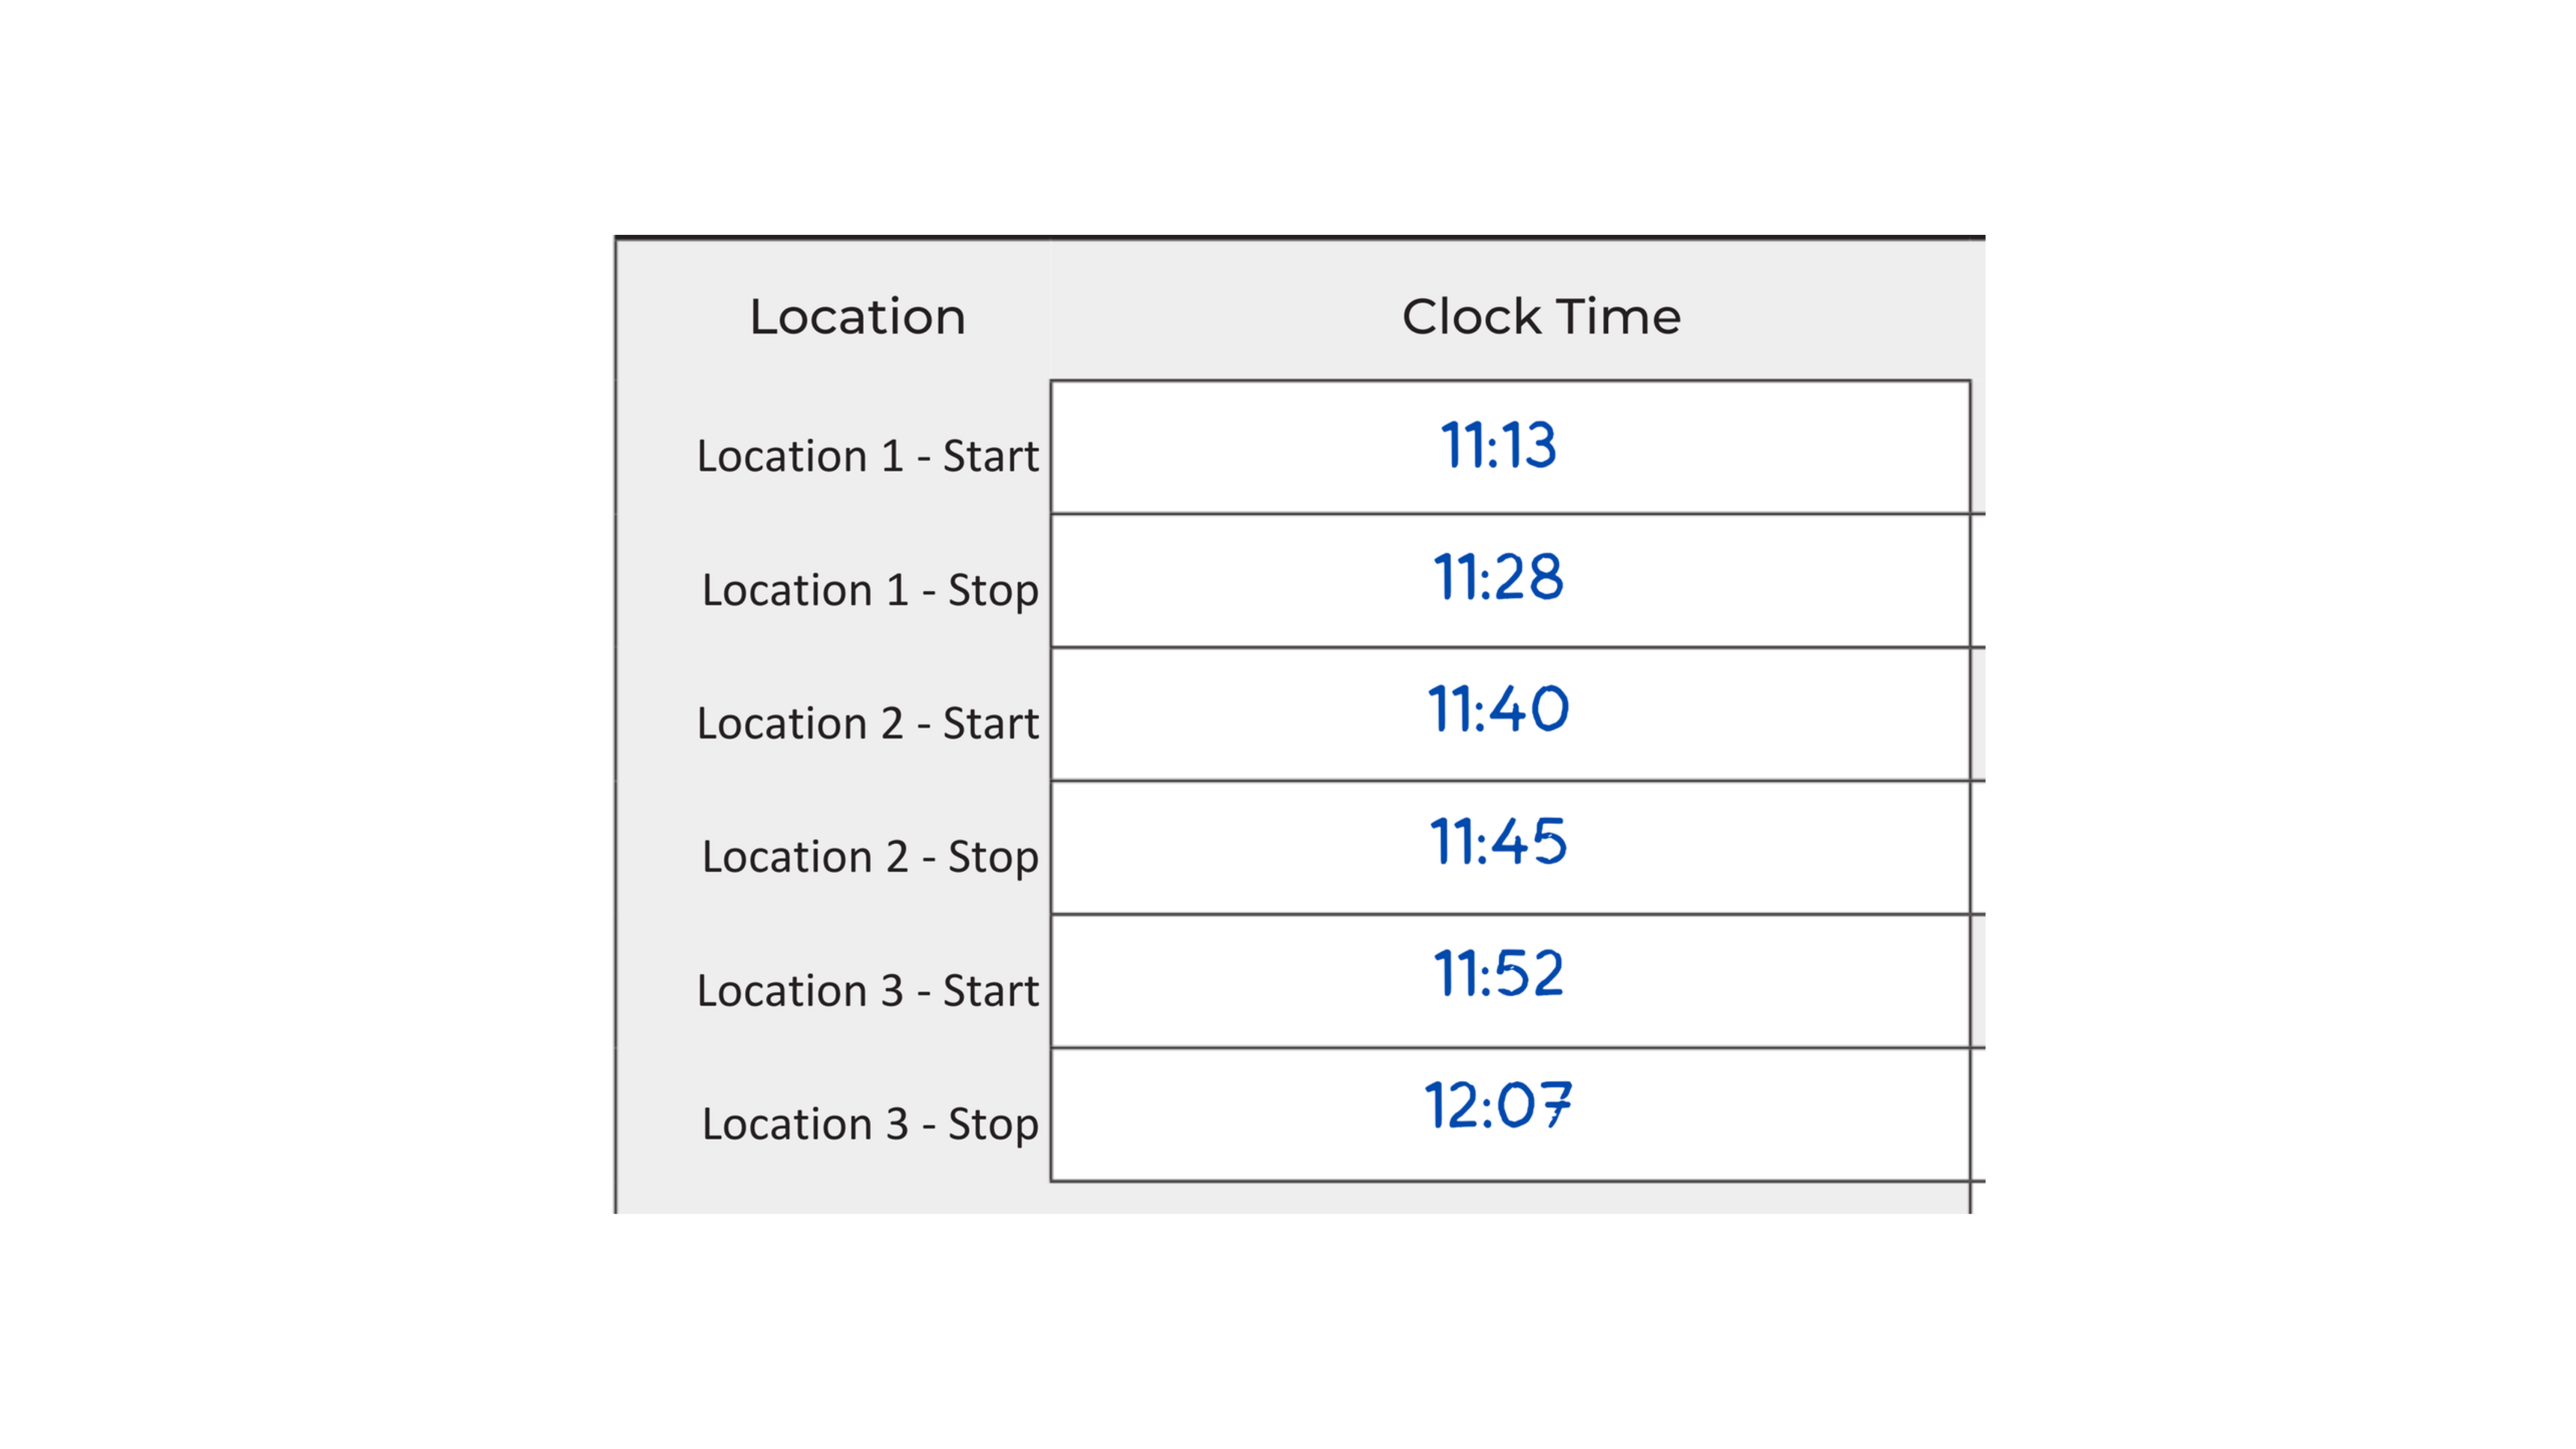 Location Clock Time
Location 1 - Start 11:13
Location 1 - Stop 11:28
Location 2 - Start 11:40
Location 2 - Stop 11:45
Location 3 - Start 11:52
Location 3 - Stop 12:07